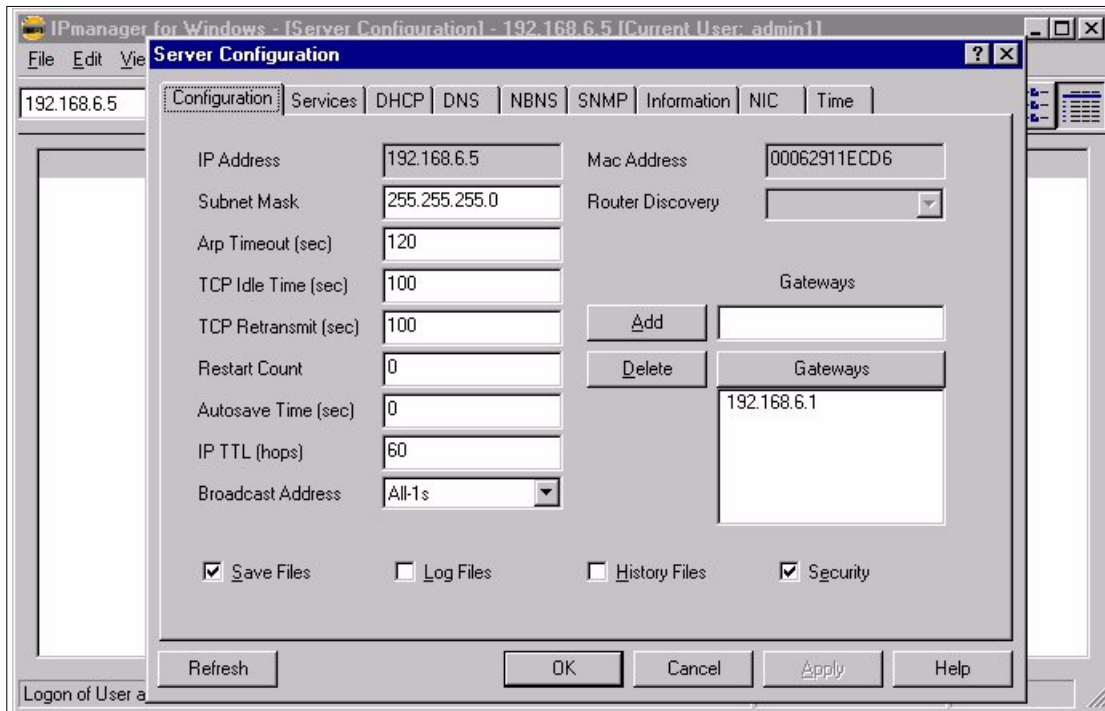 IPmanager for Windows - [Server Configuration] - 192.168.6.5 [Current User: admin1]
File Edit Vie
192.168.6.5
Server Configuration
Configuration Services DHCP DNS NBNS SNMP Information NIC Time
IP Address 192.168.6.5 Mac Address 00062911ECD6
Subnet Mask 255.255.255.0 Router Discovery
Arp Timeout (sec) 120
TCP Idle Time (sec) 100 Gateways
TCP Retransmit (sec) 100 Add
Restart Count 0 Delete Gateways
Autosave Time (sec) 0 192.168.6.1
IP TTL (hops) 60
Broadcast Address All-1s
Save Files Log Files History Files Security
Refresh OK Cancel Apply Help
Logon of User a